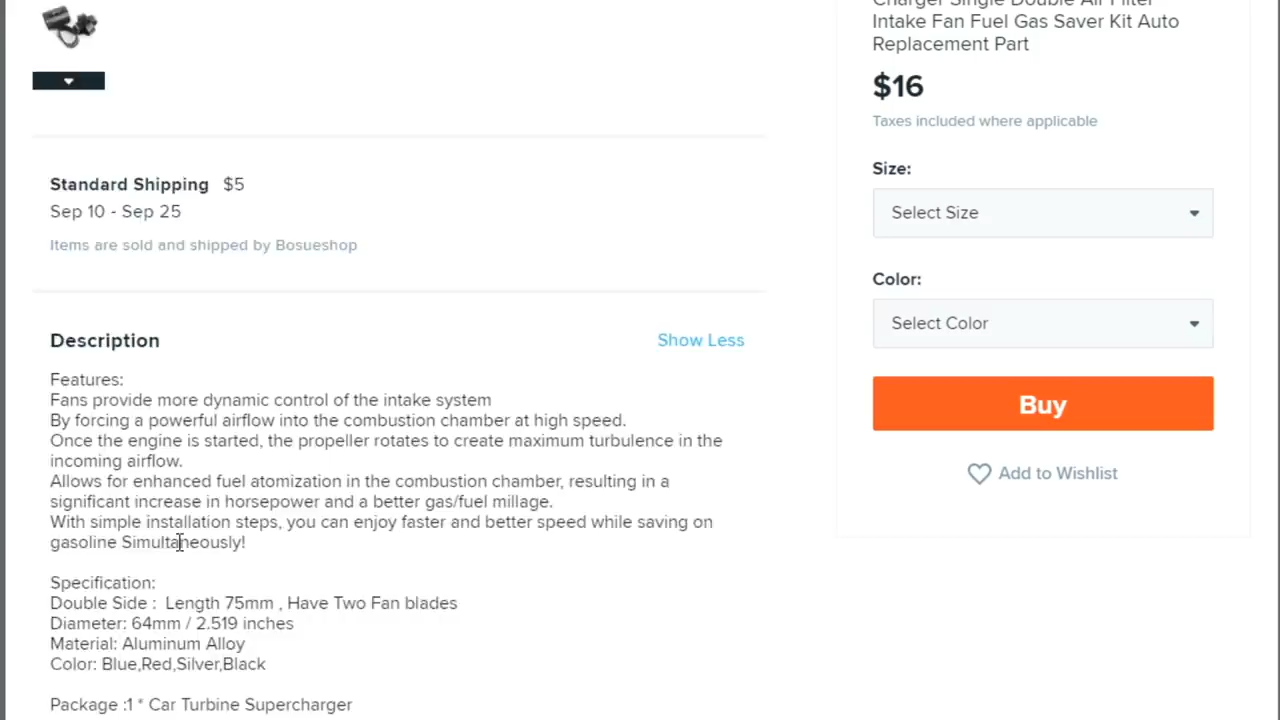 Charger Single Double Air Filter
Intake Fan Fuel Gas Saver Kit Auto
Replacement Part
$16
Taxes included where applicable
Size:
Select Size
Color:
Select Color
Buy
Add to Wishlist
Standard Shipping $5
Sep 10 - Sep 25
Items are sold and shipped by Bosueshop
Description
Show Less
Features:
Fans provide more dynamic control of the intake system
By forcing a powerful airflow into the combustion chamber at high speed.
Once the engine is started, the propeller rotates to create maximum turbulence in the
incoming airflow.
Allows for enhanced fuel atomization in the combustion chamber, resulting in a
significant increase in horsepower and a better gas/fuel millage.
With simple installation steps, you can enjoy faster and better speed while saving on
gasoline Simultaneously!
Specification:
Double Side : Length 75mm , Have Two Fan blades
Diameter: 64mm / 2.519 inches
Material: Aluminum Alloy
Color: Blue,Red,Silver,Black
Package :1 * Car Turbine Supercharger